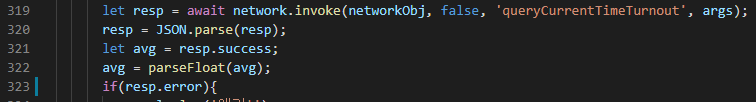 319 let resp = await network.invoke(networkObj, false, 'queryCurrentTimeTurnout', args);
320 resp = JSON.parse(resp);
321 let avg = resp.success;
322 avg = parseFloat(avg);
323 if(resp.error){